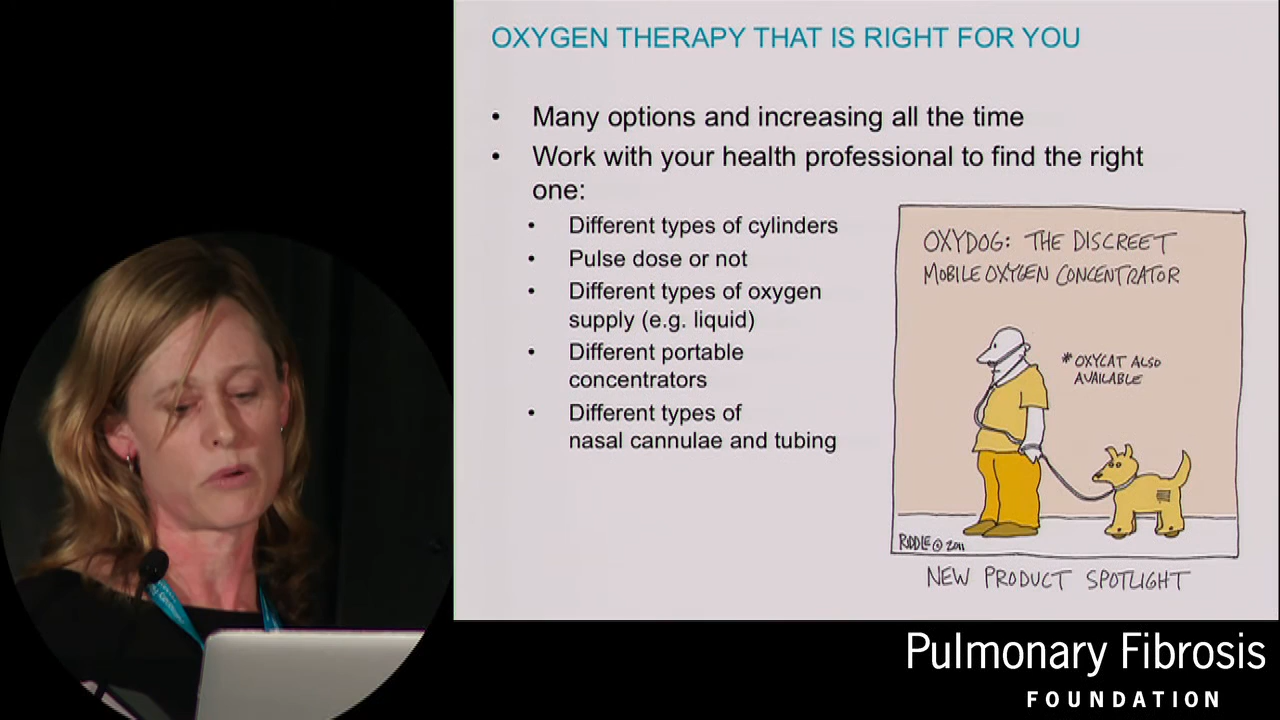 OXYGEN THERAPY THAT IS RIGHT FOR YOU
• Many options and increasing all the time
• Work with your health professional to find the right
one:
• Different types of cylinders
• Pulse dose or not
• Different types of oxygen
supply (e.g. liquid)
• Different portable
concentrators
• Different types of
nasal cannulae and tubing
OXYDOG: THE DISCREET
MOBILE OXYGEN CONCENTRATOR
* OXYCAT ALSO
AVAILABLE
RIDDLE © 2011
NEW PRODUCT SPOTLIGHT
Pulmonary Fibrosis
FOUNDATION